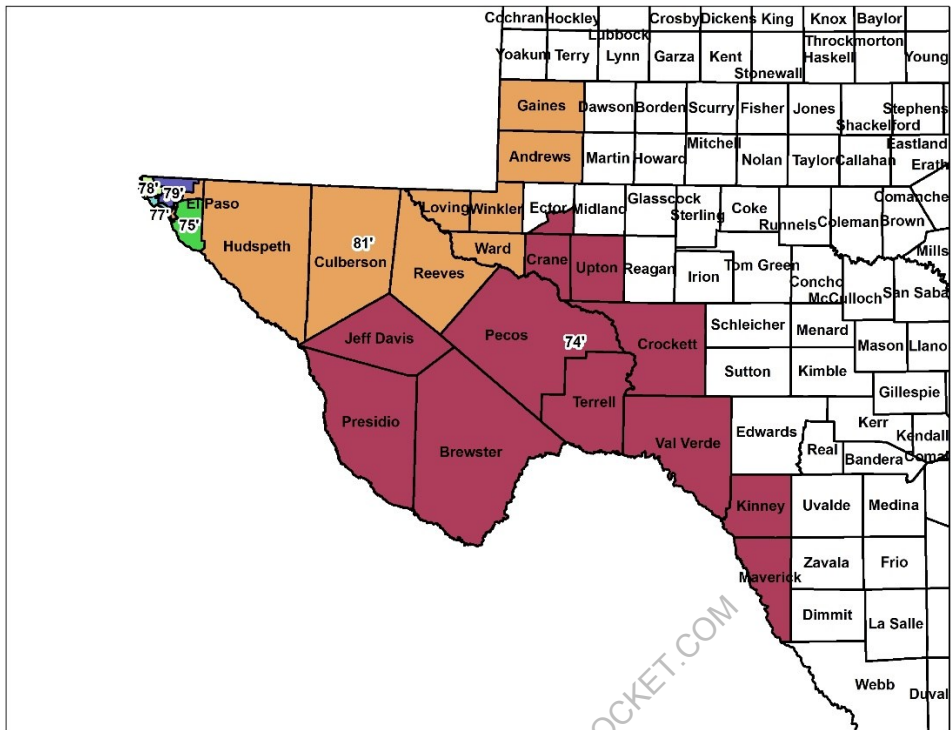 Cochran Hockley Crosby Dickens King Knox Baylor
Lubbock
Yoakum Terry Lynn Garza Kent Stonewall Haskell Throckmorton Young
Gaines Dawson Borden Scurry Fisher Jones Shackelford Stephens
Andrews Martin Howard Mitchell Nolan Taylor Callahan Eastland
Erath
78' 79' El Paso 77' 75'
Hudspeth 81' Culberson Reeves Loving Winkler Ward
Ector Midland Glasscock Sterling Coke Runnels Coleman Brown Comanche
Mills
Crane Upton Reagan Irion Tom Green Concho McCulloch San Saba
Jeff Davis Pecos 74' Crockett Schleicher Menard Mason Llano
Sutton Kimble Gillespie
Presidio Brewster Terrell Val Verde Edwards Kerr Kendall
Real Bandera Comal
Kinney Uvalde Medina
Maverick Zavala Frio
Dimmit La Salle
Webb Duval
OCKET.COM